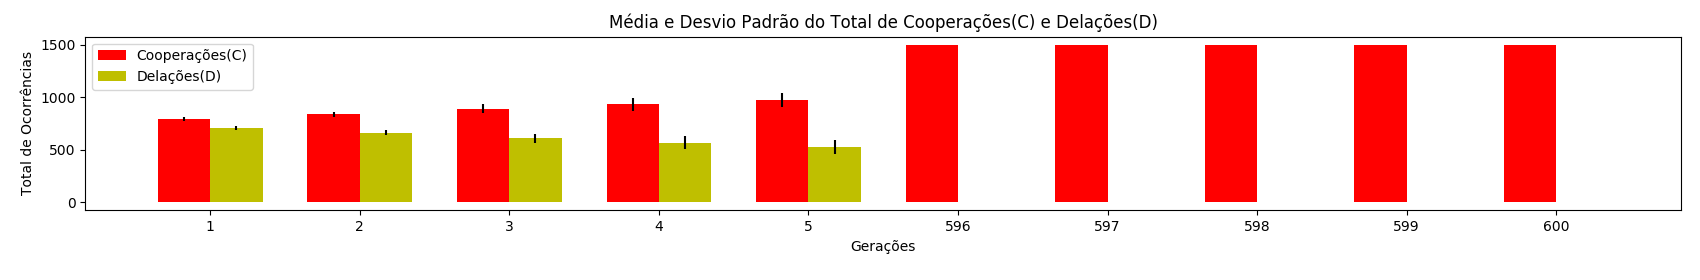 Média e Desvio Padrão do Total de Cooperações(C) e Delações(D)
Total de Ocorrências
1500
1000
500
0
Cooperações(C)
Delações(D)
1 2 3 4 5 596 597 598 599 600
Gerações